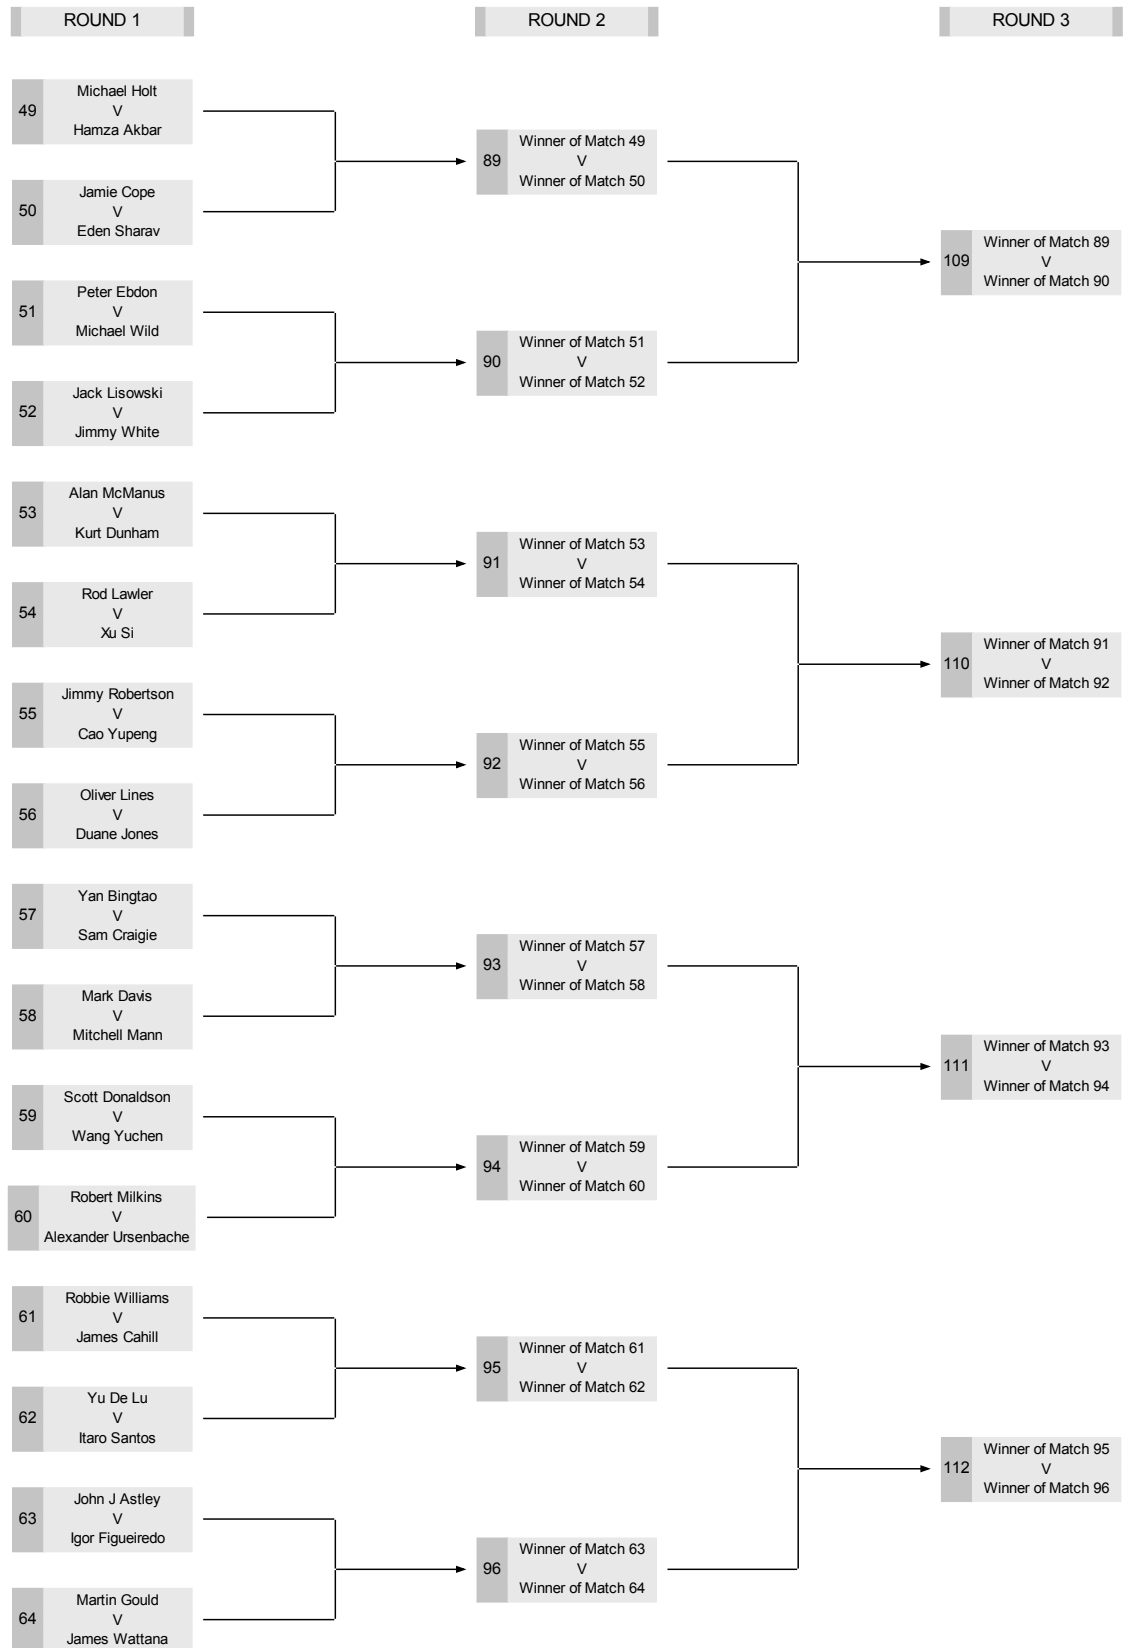 ROUND 1
ROUND 2
ROUND 3
49
Michael Holt
V
Hamza Akbar
50
Jamie Cope
V
Eden Sharav
51
Peter Ebdon
V
Michael Wild
52
Jack Lisowski
V
Jimmy White
53
Alan McManus
V
Kurt Dunham
54
Rod Lawler
V
Xu Si
55
Jimmy Robertson
V
Cao Yupeng
56
Oliver Lines
V
Duane Jones
57
Yan Bingtao
V
Sam Craigie
58
Mark Davis
V
Mitchell Mann
59
Scott Donaldson
V
Wang Yuchen
60
Robert Milkins
V
Alexander Ursenbache
61
Robbie Williams
V
James Cahill
62
Yu De Lu
V
Itaro Santos
63
John J Astley
V
Igor Figueiredo
64
Martin Gould
V
James Wattana
89
Winner of Match 49
V
Winner of Match 50
90
Winner of Match 51
V
Winner of Match 52
91
Winner of Match 53
V
Winner of Match 54
92
Winner of Match 55
V
Winner of Match 56
93
Winner of Match 57
V
Winner of Match 58
94
Winner of Match 59
V
Winner of Match 60
95
Winner of Match 61
V
Winner of Match 62
96
Winner of Match 63
V
Winner of Match 64
109
Winner of Match 89
V
Winner of Match 90
110
Winner of Match 91
V
Winner of Match 92
111
Winner of Match 93
V
Winner of Match 94
112
Winner of Match 95
V
Winner of Match 96